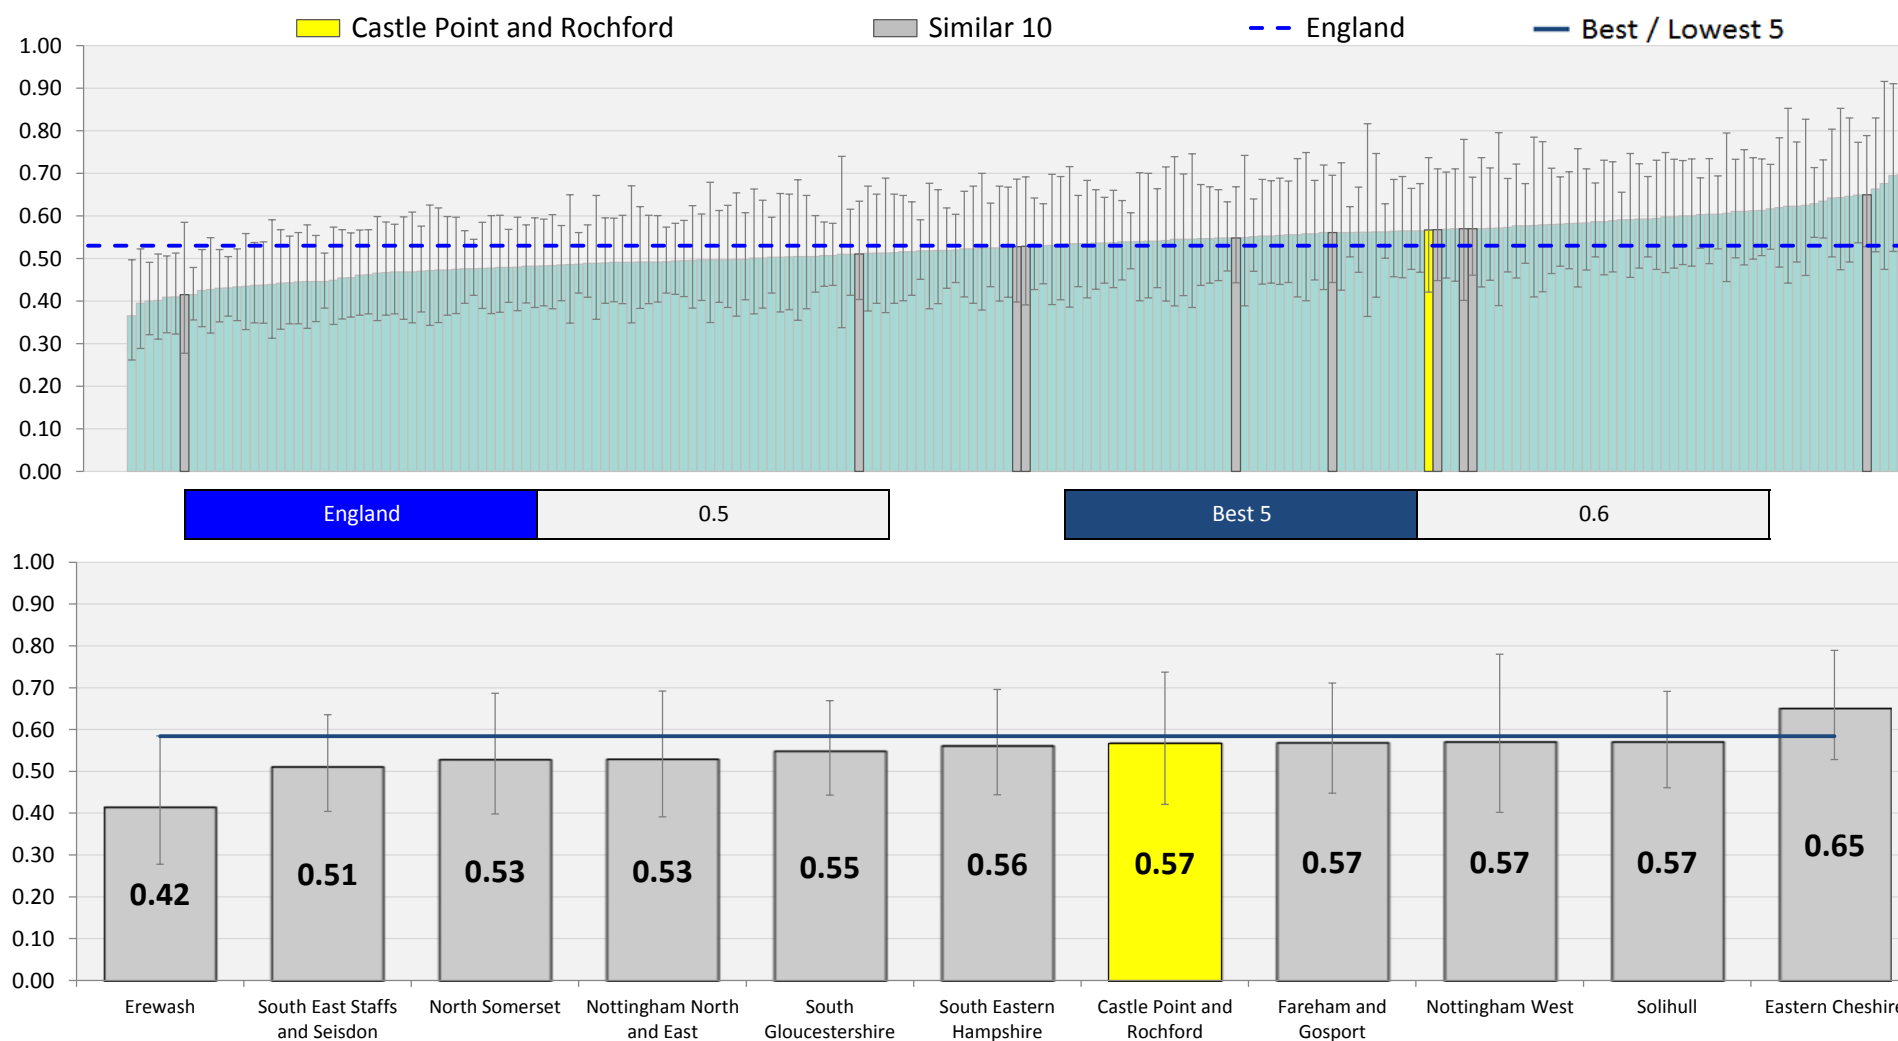 Castle Point and Rochford Similar 10 England Best / Lowest 5
1.00
0.90
0.80
0.70
0.60
0.50
0.40
0.30
0.20
0.10
0.00
England 0.5 Best 5 0.6
1.00
0.90
0.80
0.70
0.60
0.50
0.40
0.30
0.20
0.10
0.00
0.42 0.51 0.53 0.53 0.55 0.56 0.57 0.57 0.57 0.57 0.65
Erewash
South East Staffs
and Seisdon
North Somerset
Nottingham North
and East
South
Gloucestershire
South Eastern
Hampshire
Castle Point and
Rochford
Fareham and
Gosport
Nottingham West
Solihull
Eastern Cheshire